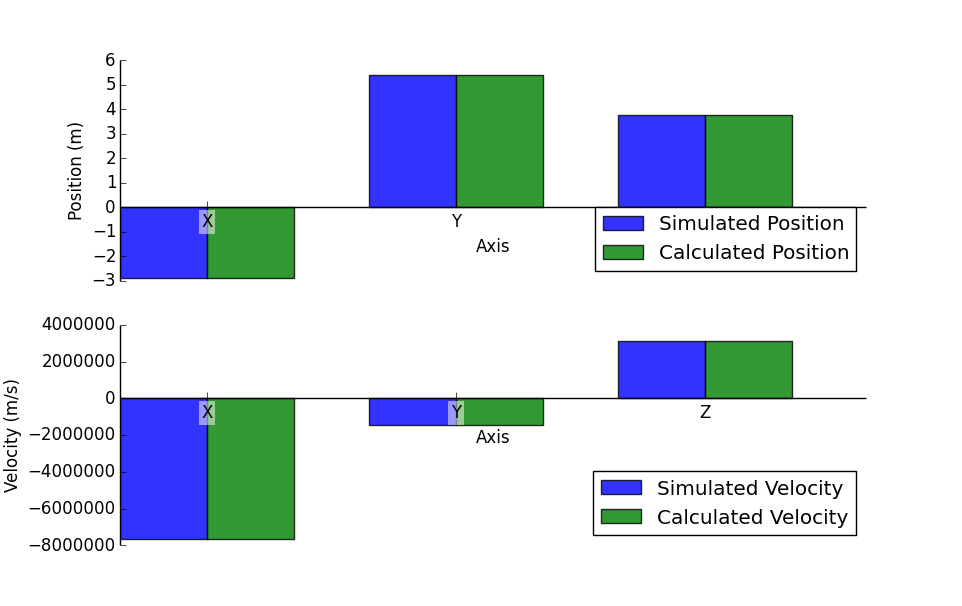 6
5
4
3
2
1
0
−1
−2
−3
Position (m)
X
Y
Axis
Simulated Position
Calculated Position
4000000
2000000
0
−2000000
−4000000
−6000000
−8000000
Velocity (m/s)
X
Y
Z
Axis
Simulated Velocity
Calculated Velocity